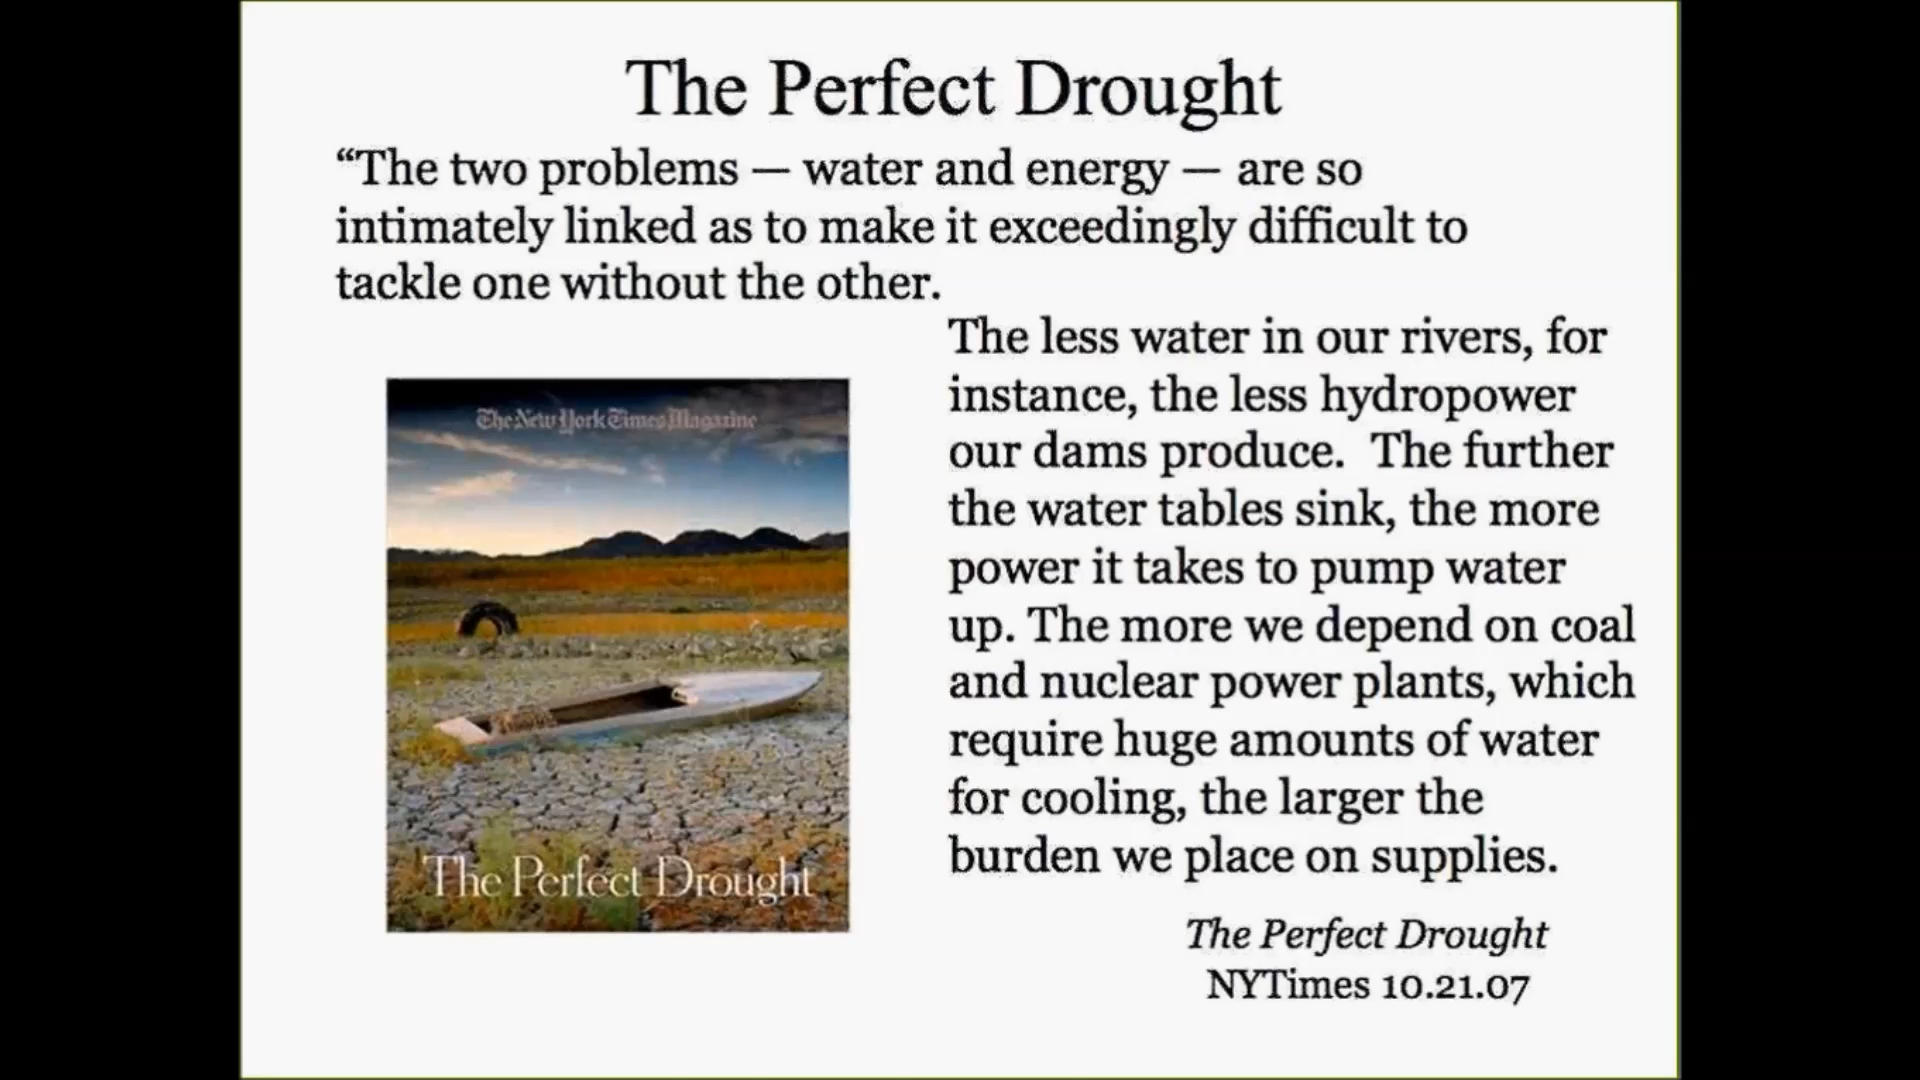 The Perfect Drought
“The two problems — water and energy — are so
intimately linked as to make it exceedingly difficult to
tackle one without the other.
The less water in our rivers, for
instance, the less hydropower
our dams produce.  The further
the water tables sink, the more
power it takes to pump water
up. The more we depend on coal
and nuclear power plants, which
require huge amounts of water
for cooling, the larger the
burden we place on supplies.
The New York Times Magazine
The Perfect Drought
The Perfect Drought
NYTimes 10.21.07